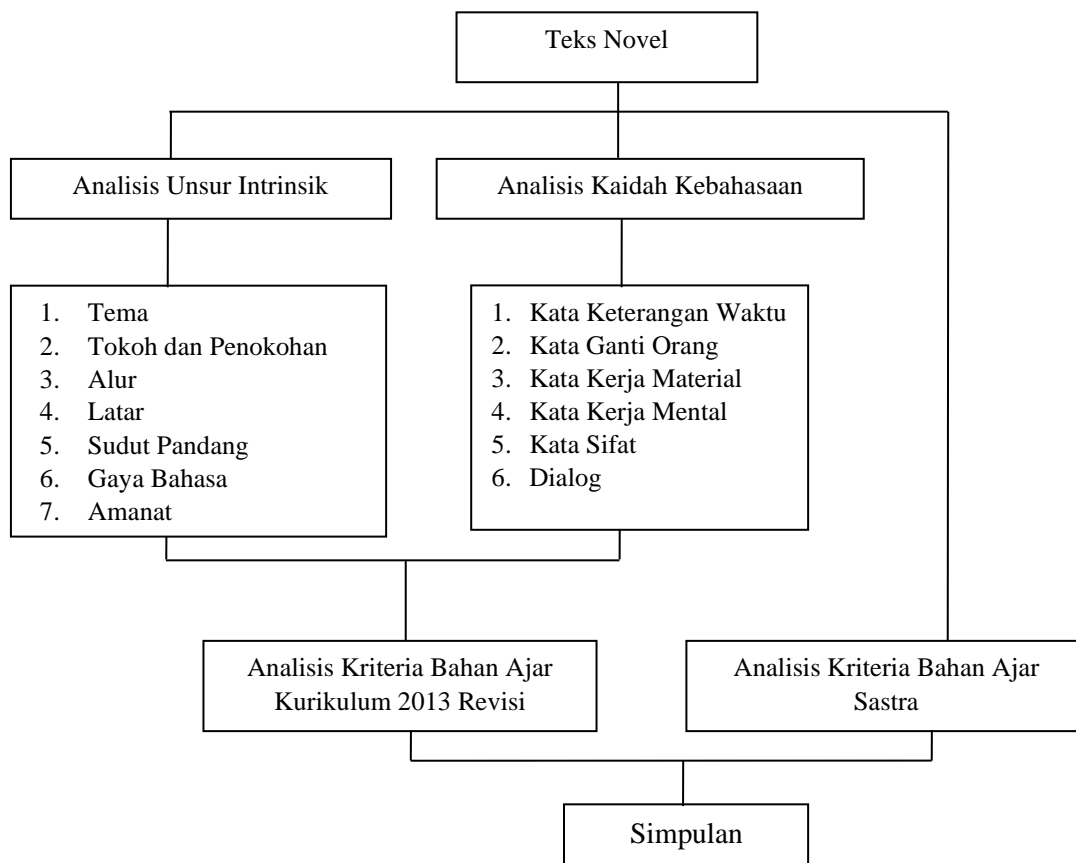 Teks Novel
Analisis Unsur Intrinsik
Analisis Kaidah Kebahasaan
1. Tema
2. Tokoh dan Penokohan
3. Alur
4. Latar
5. Sudut Pandang
6. Gaya Bahasa
7. Amanat
1. Kata Keterangan Waktu
2. Kata Ganti Orang
3. Kata Kerja Material
4. Kata Kerja Mental
5. Kata Sifat
6. Dialog
Analisis Kriteria Bahan Ajar
Kurikulum 2013 Revisi
Analisis Kriteria Bahan Ajar
Sastra
Simpulan